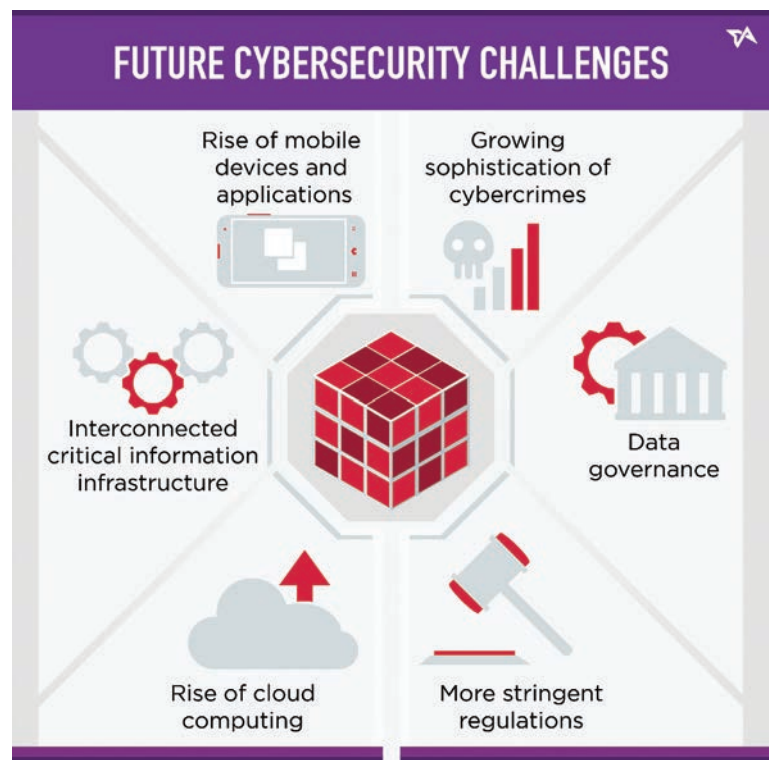 FUTURE CYBERSECURITY CHALLENGES
TA
Rise of mobile
devices and
applications
Growing
sophistication of
cybercrimes
Interconnected
critical information
infrastructure
Data
governance
Rise of cloud
computing
More stringent
regulations